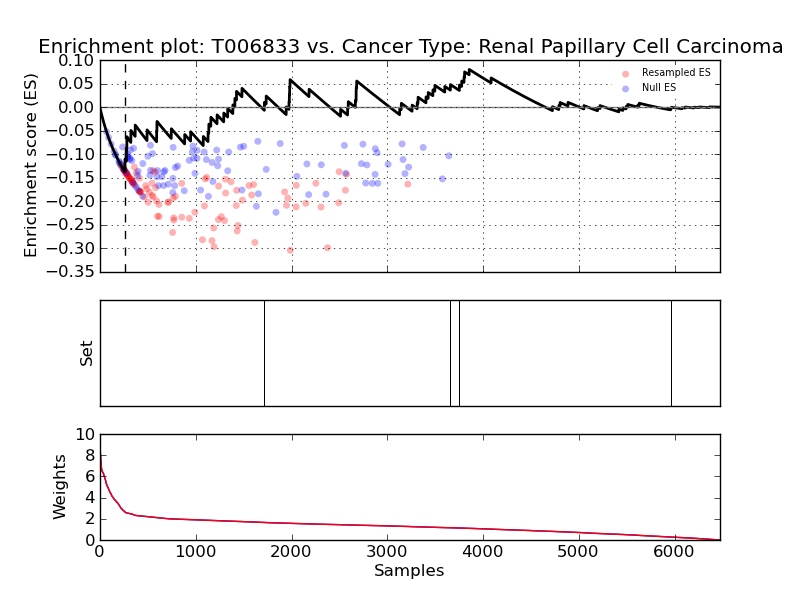 Enrichment plot: T006833 vs. Cancer Type: Renal Papillary Cell Carcinoma
Enrichment score (ES)
0.10
0.05
0.00
−0.05
−0.10
−0.15
−0.20
−0.25
−0.30
−0.35
Resampled ES
Null ES
Set
Weights
10
8
6
4
2
0
0 1000 2000 3000 4000 5000 6000
Samples